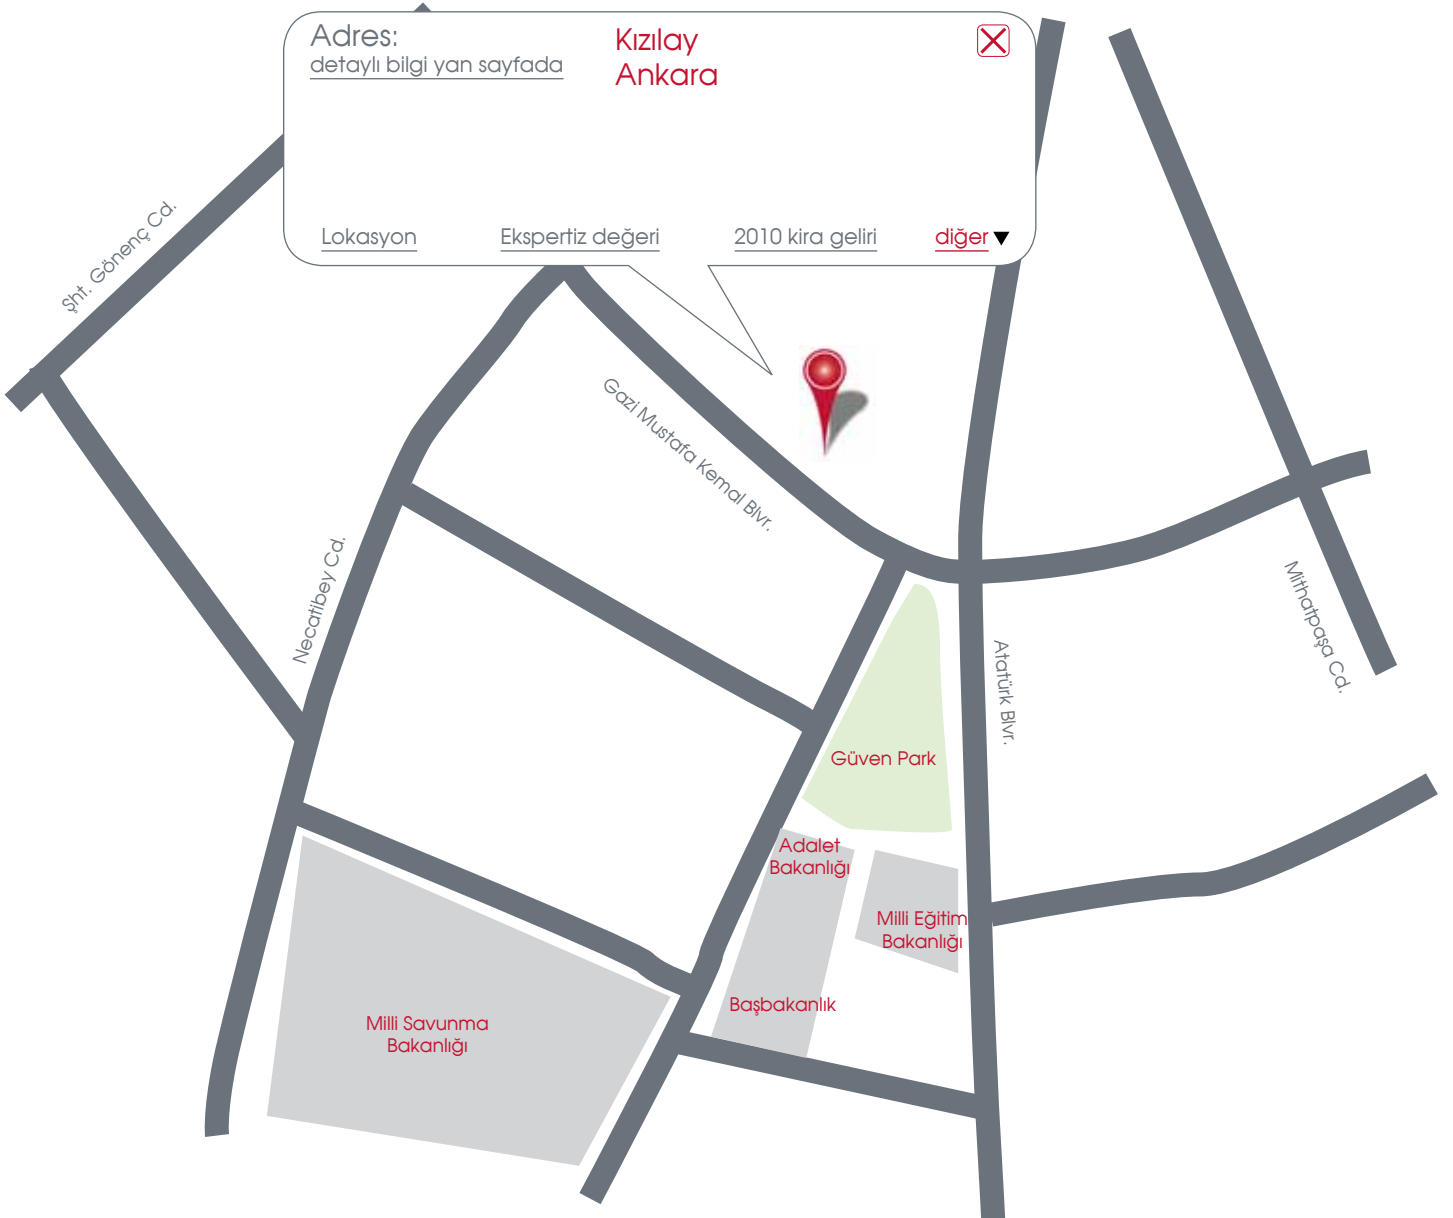 Adres:
detaylı bilgi yan sayfada
Kızılay
Ankara
Lokasyon
Ekspertiz değeri
2010 kira geliri
diğer
Şht. Gönenç Cd.
Gazi Mustafa Kemal Blvr.
Necatibey Cd.
Mithatpaşa Cd.
Atatürk Blvr.
Güven Park
Adalet
Bakanlığı
Milli Eğitim
Bakanlığı
Başbakanlık
Milli Savunma
Bakanlığı